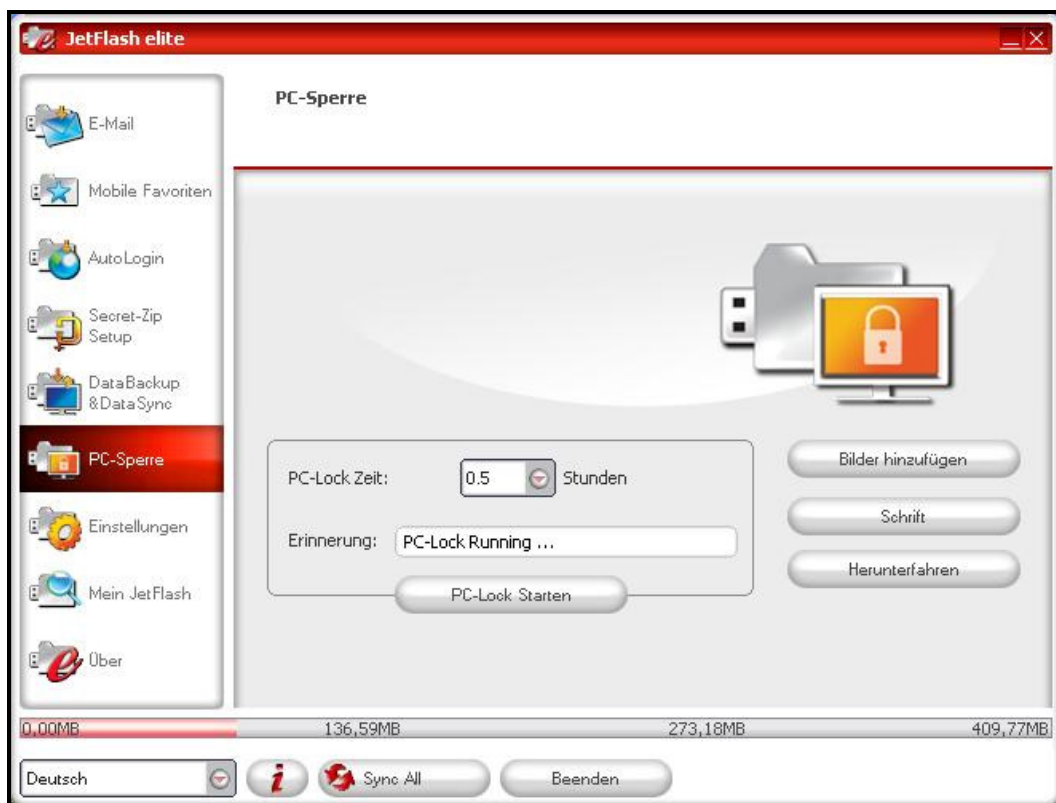 JetFlash elite
E-Mail
Mobile Favoriten
AutoLogin
Secret-Zip
Setup
DataBackup
&DataSync
PC-Sperre
Einstellungen
Mein JetFlash
Über
PC-Sperre
PC-Lock Zeit:
0.5
Stunden
Erinnerung:
PC-Lock Running ...
PC-Lock Starten
Bilder hinzufügen
Schrift
Herunterfahren
0,00MB
136,59MB
273,18MB
409,77MB
Deutsch
i
Sync All
Beenden